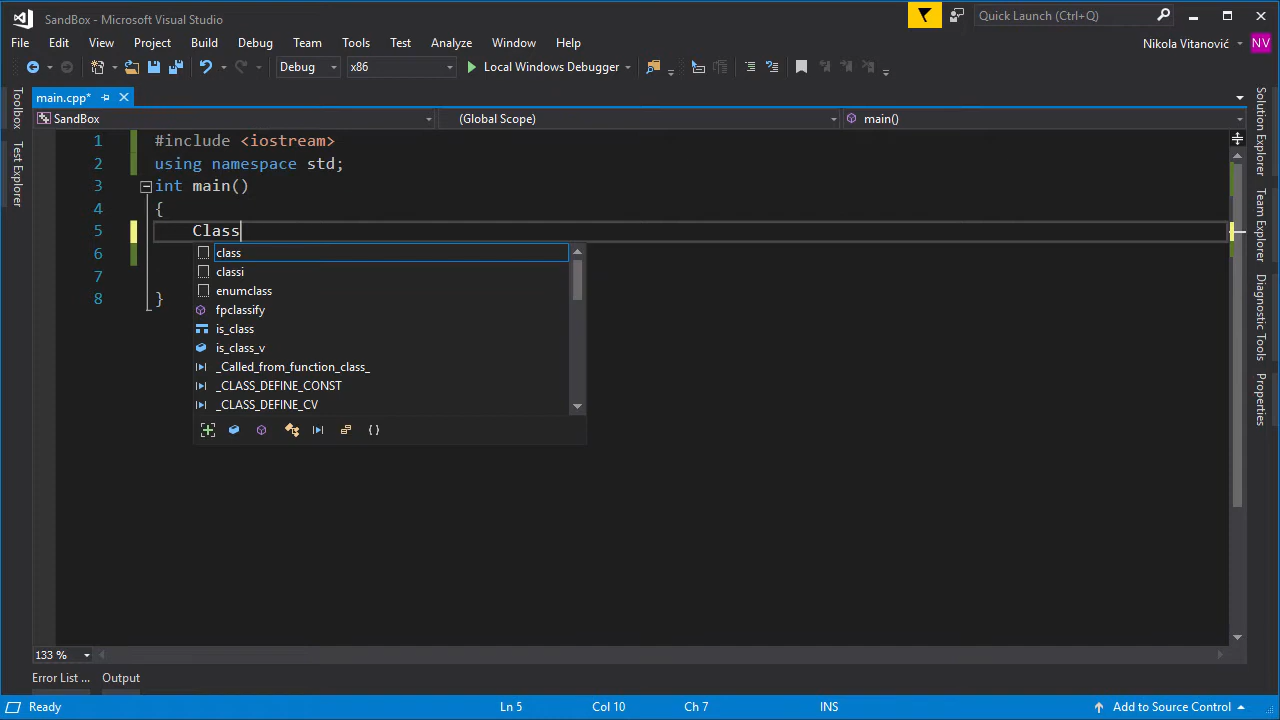 SandBox - Microsoft Visual Studio
Quick Launch (Ctrl+Q)
File Edit View Project Build Debug Team Tools Test Analyze Window Help
Nikola Vitanović NV
Debug x86 Local Windows Debugger
main.cpp*
SandBox (Global Scope) main()
Toolbox
Test Explorer
1 #include <iostream>
2 using namespace std;
3 int main()
4 {
5 Class
6
7
8 }
class
classi
enumclass
fpclassify
is_class
is_class_v
_Called_from_function_class_
_CLASS_DEFINE_CONST
_CLASS_DEFINE_CV
Solution Explorer
Team Explorer
Diagnostic Tools
Properties
133 %
Error List ... Output
Ready Ln 5 Col 10 Ch 7 INS Add to Source Control